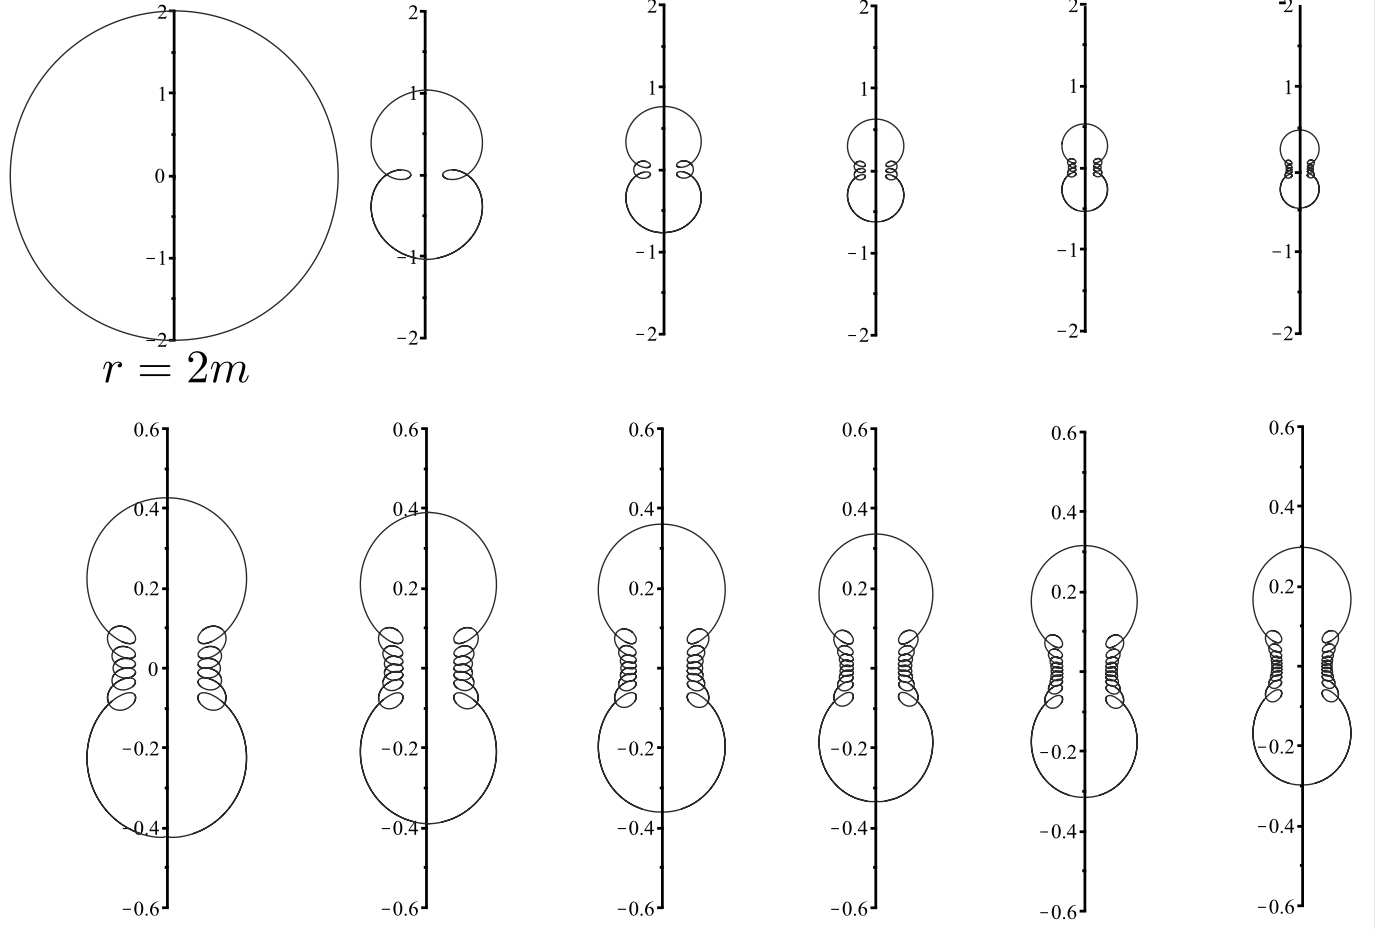 2 2 2 2 2 2
1 1 1 1 1 1
0
−1 −1 −1 −1 −1 −1
−2 −2 −2 −2 −2 −2
r = 2m
0.6 0.6 0.6 0.6 0.6 0.6
0.4 0.4 0.4 0.4 0.4 0.4
0.2 0.2 0.2 0.2 0.2 0.2
0
−0.2 −0.2 −0.2 −0.2 −0.2 −0.2
−0.4 −0.4 −0.4 −0.4 −0.4 −0.4
−0.6 −0.6 −0.6 −0.6 −0.6 −0.6